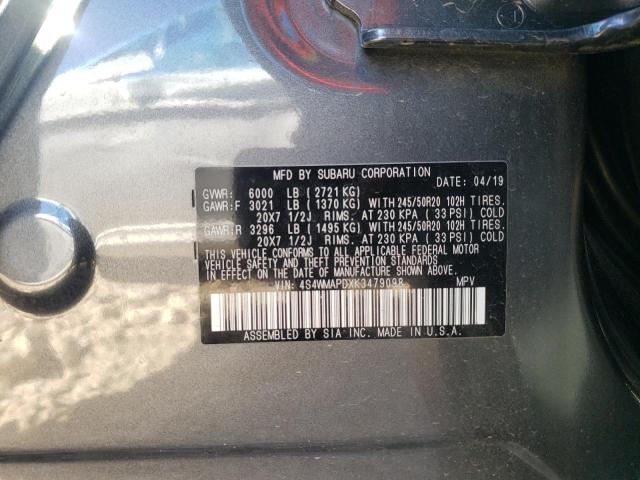 MFD BY SUBARU CORPORATION
DATE: 04/19
GVWR: 6000 LB (2721 KG)
GAWR:F 3021 LB (1370 KG) WITH 245/50R20 102H TIRES.
20X7 1/2J RIMS. AT 230 KPA (33 PSI) COLD
GAWR:R 3296 LB (1495 KG) WITH 245/50R20 102H TIRES.
20X7 1/2J RIMS. AT 230 KPA (33 PSI) COLD
THIS VEHICLE CONFORMS TO ALL APPLICABLE FEDERAL MOTOR
VEHICLE SAFETY AND THEFT PREVENTION STANDARDS
IN EFFECT ON THE DATE OF MANUFACTURE SHOWN ABOVE.
VIN: 4S4WMAPDXK3479098 MPV
ASSEMBLED BY SIA INC. MADE IN U.S.A.